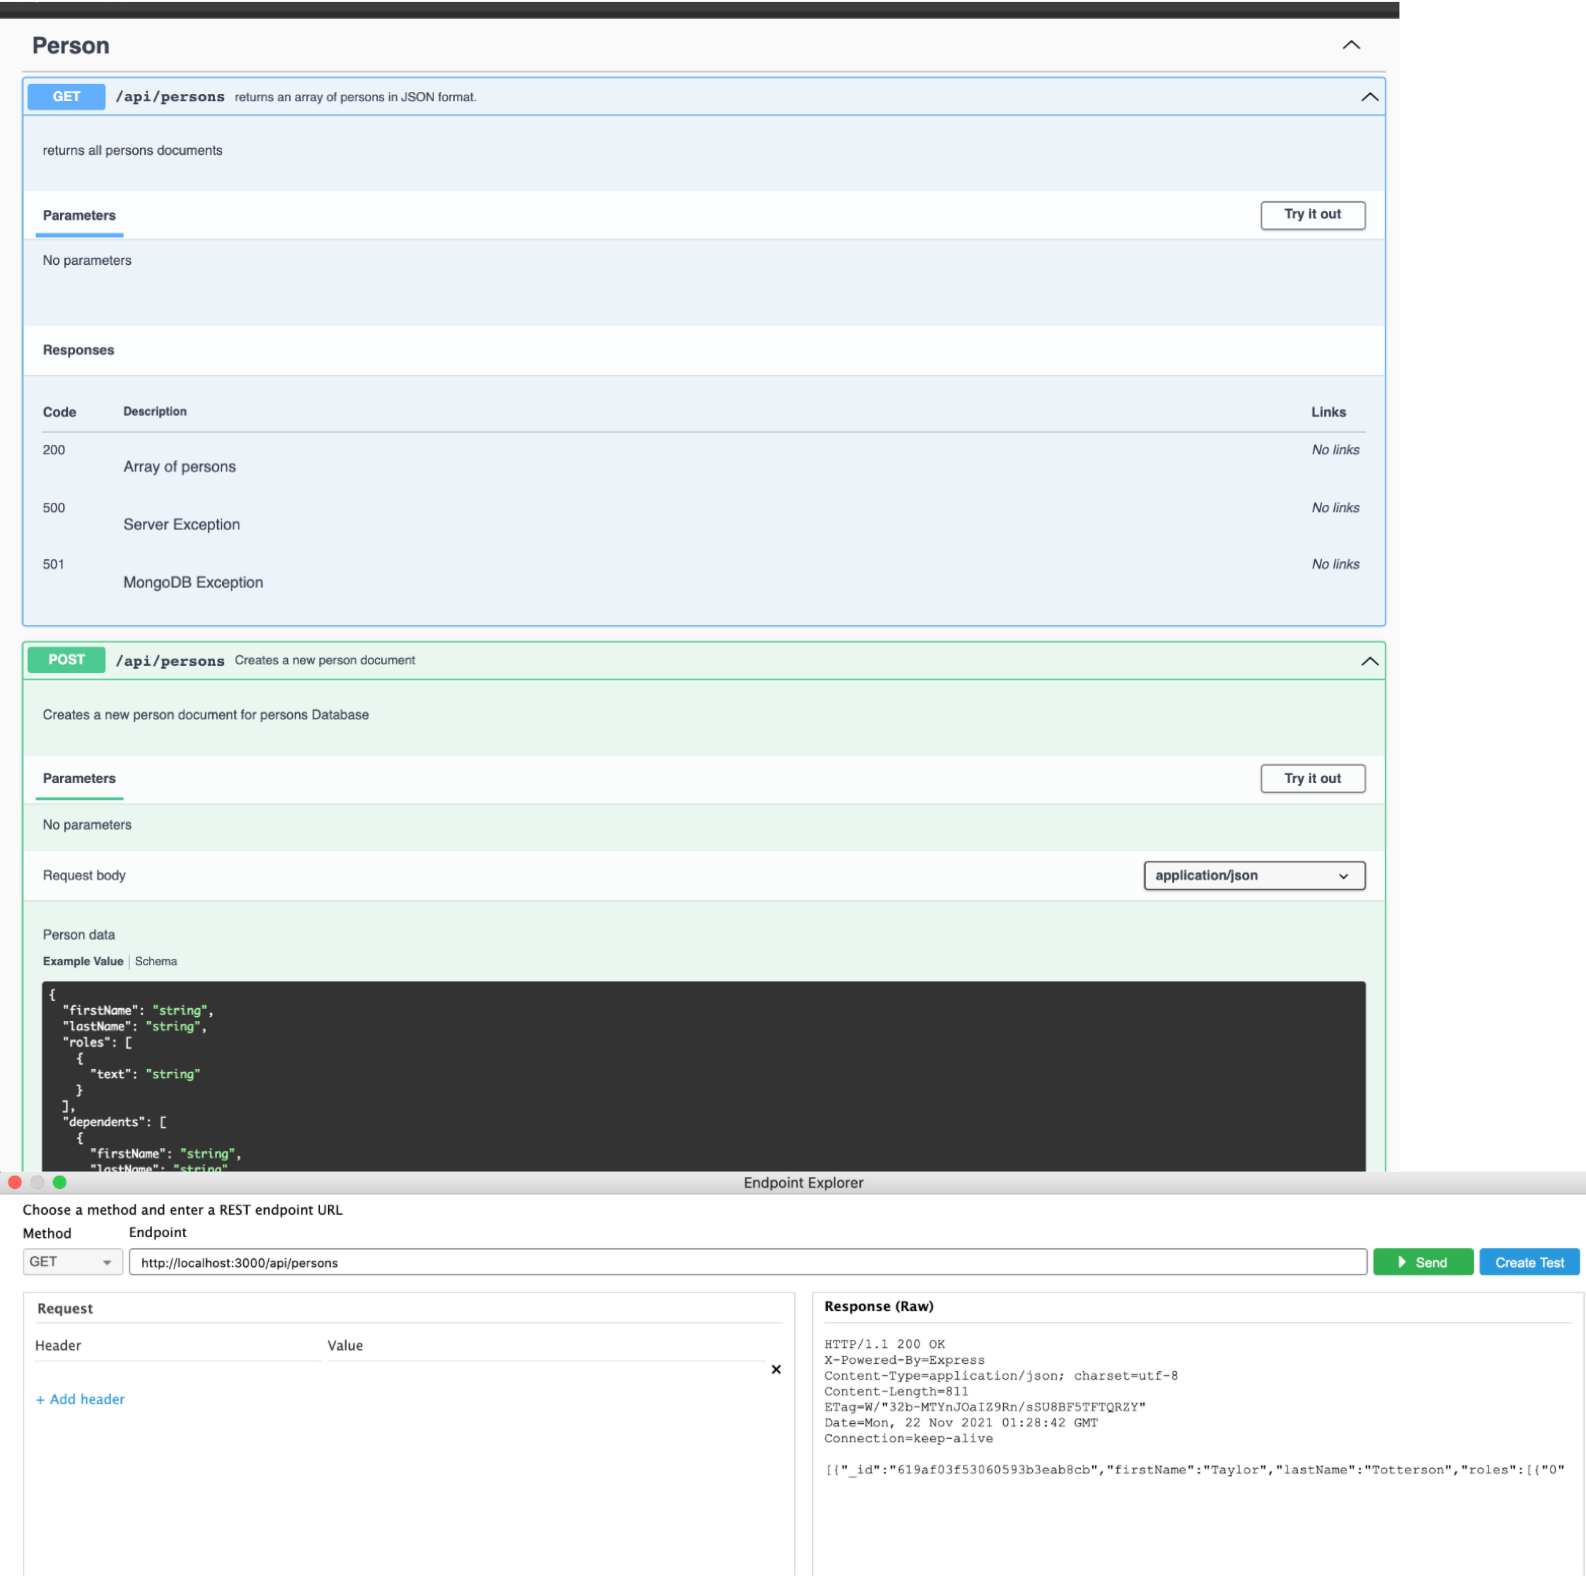 Person
GET /api/persons returns an array of persons in JSON format.
returns all persons documents
Parameters
Try it out
No parameters
Responses
Code Description Links
200 No links
Array of persons
500 No links
Server Exception
501 No links
MongoDB Exception
POST /api/persons Creates a new person document
Creates a new person document for persons Database
Parameters
Try it out
No parameters
Request body application/json
Person data
Example Value | Schema
{
"firstName": "string",
"lastName": "string",
"roles": [
{
"text": "string"
}
],
"dependents": [
{
"firstName": "string",
"lastName": "string"
Endpoint Explorer
Choose a method and enter a REST endpoint URL
Method Endpoint
GET http://localhost:3000/api/persons Send Create Test
Request
Header Value
×
+ Add header
Response (Raw)
HTTP/1.1 200 OK
X-Powered-By=Express
Content-Type=application/json; charset=utf-8
Content-Length=811
ETag=W/"32b-MTYnJOaIZ9Rn/sSU8BF5TFTQRZY"
Date=Mon, 22 Nov 2021 01:28:42 GMT
Connection=keep-alive
[{"_id":"619af03f53060593b3eab8cb","firstName":"Taylor","lastName":"Totterson","roles":[{"0"